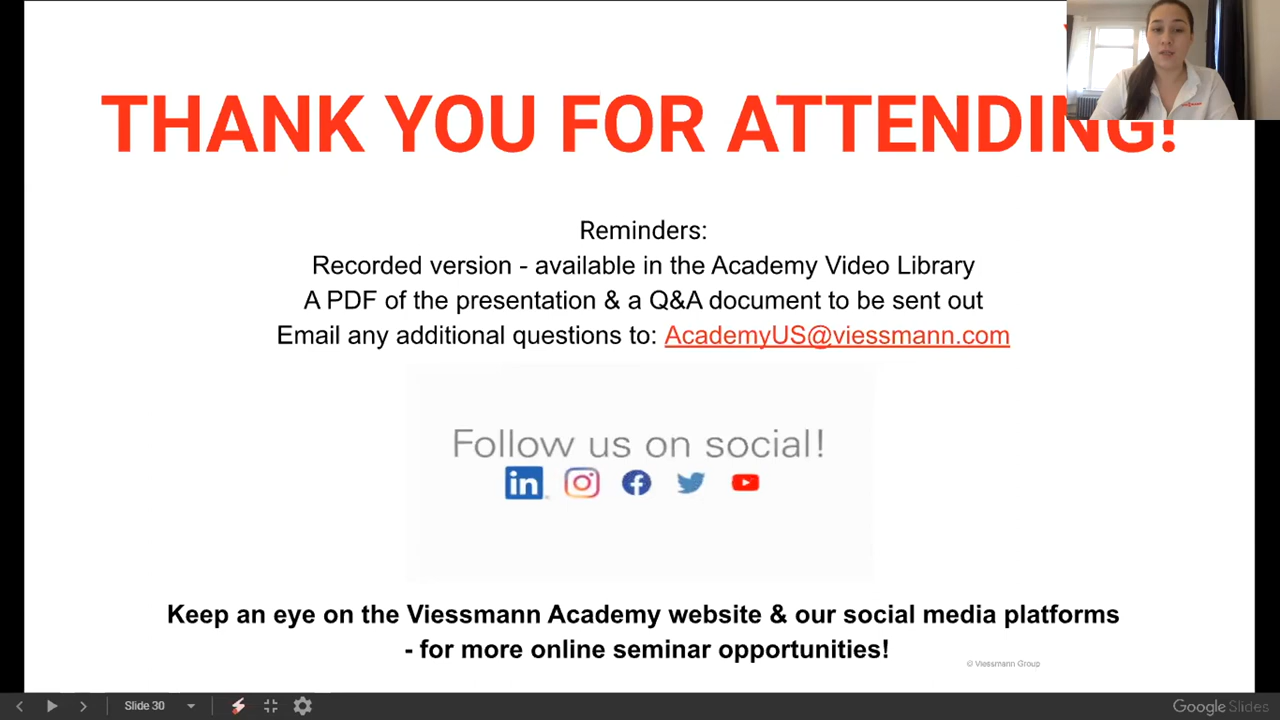 THANK YOU FOR ATTENDING!
Reminders:
Recorded version - available in the Academy Video Library
A PDF of the presentation & a Q&A document to be sent out
Email any additional questions to: AcademyUS@viessmann.com
Follow us on social!
in
Keep an eye on the Viessmann Academy website & our social media platforms
- for more online seminar opportunities!
© Viessmann Group
Slide 30
Google Slides